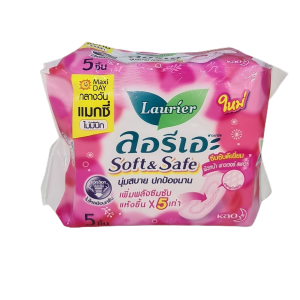 5 ชิ้น
Maxi
DAY
กลางวัน
แมกซี่
ไม่มีปีก
Laurier
ใหม่
ลอรีเอะ
Soft&Safe
นุ่มสบาย ปกป้องนาน
เพิ่มพลังซึมซับ
แห้งขึ้น X5เท่า
5 ชิ้น